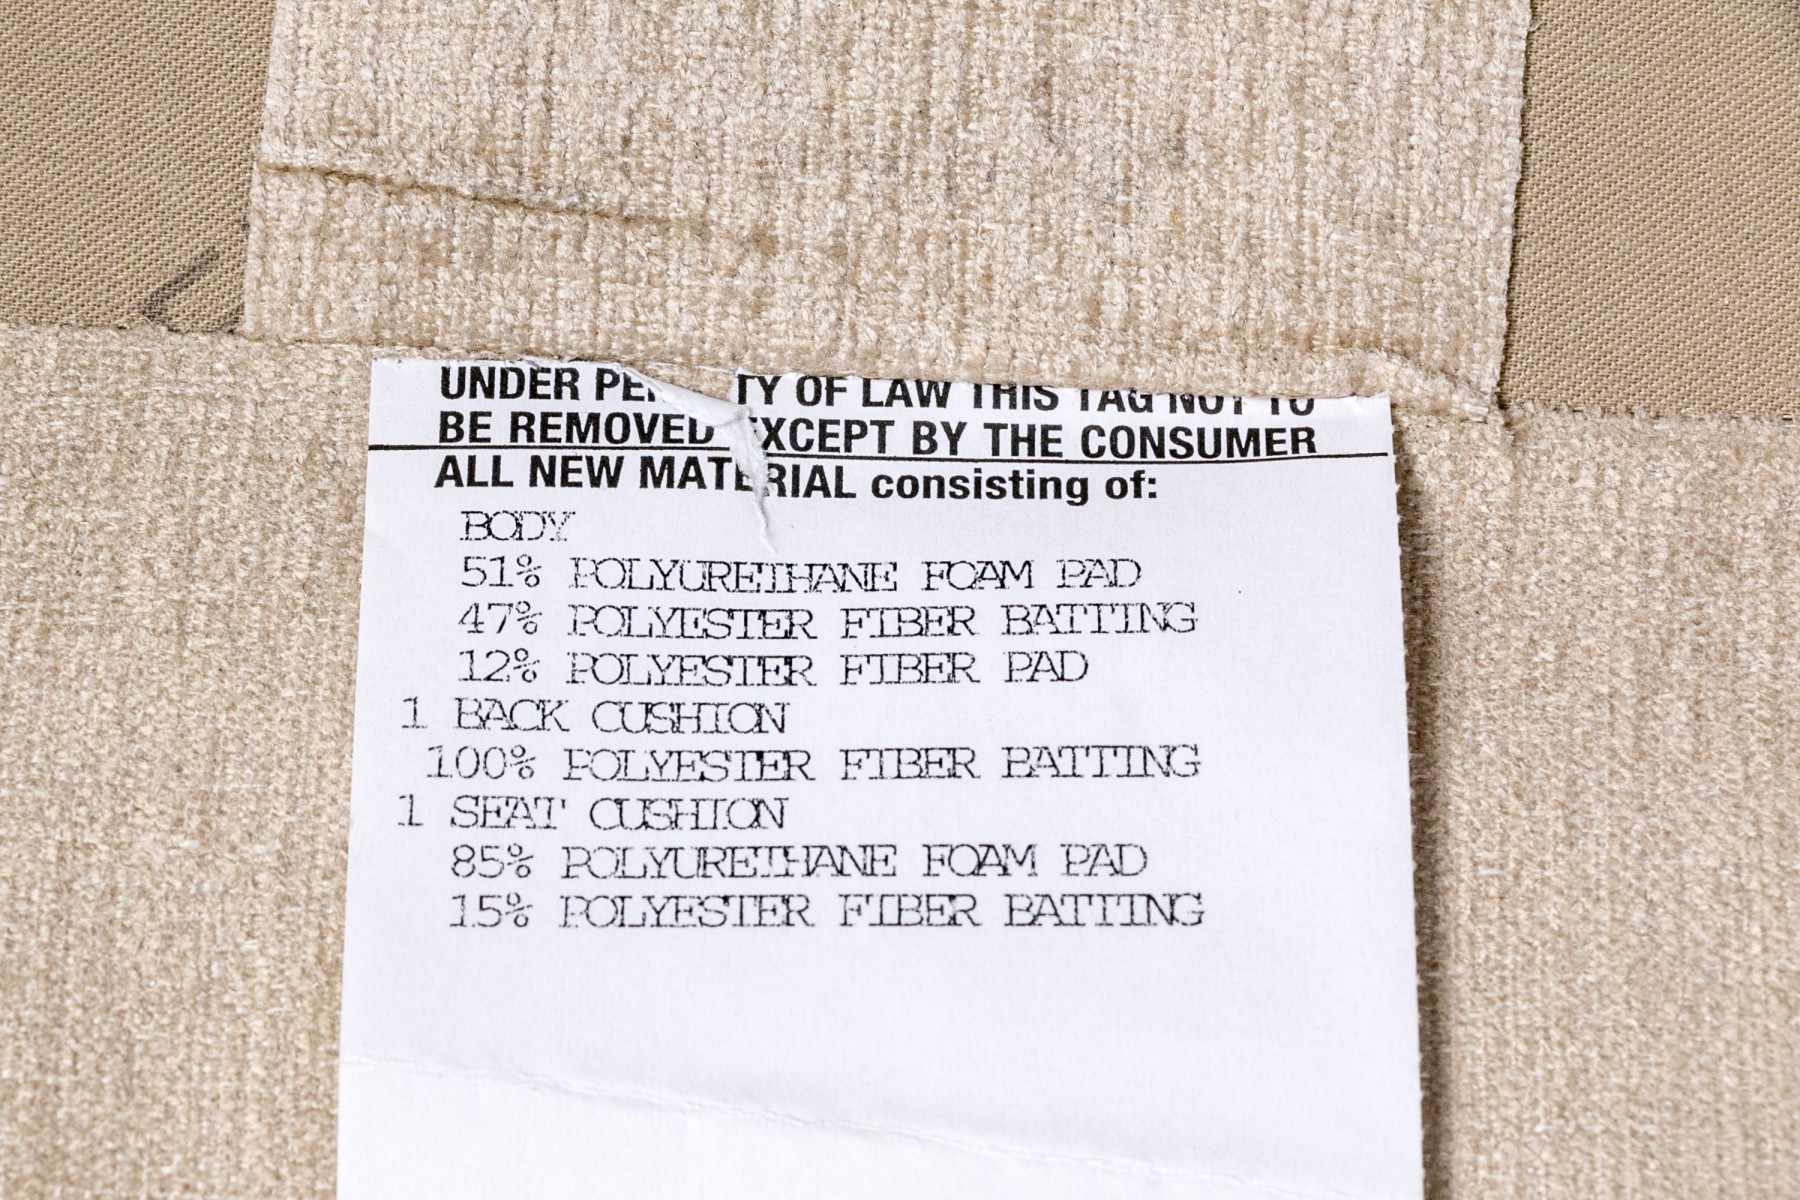 UNDER PENALTY OF LAW THIS TAG NOT TO
BE REMOVED EXCEPT BY THE CONSUMER
ALL NEW MATERIAL consisting of:
BODY
51% POLYURETHANE FOAM PAD
47% POLYESTER FIBER BATTING
12% POLYESTER FIBER PAD
1 BACK CUSHION
100% POLYESTER FIBER BATTING
1 SEAT CUSHION
85% POLYURETHANE FOAM PAD
15% POLYESTER FIBER BATTING